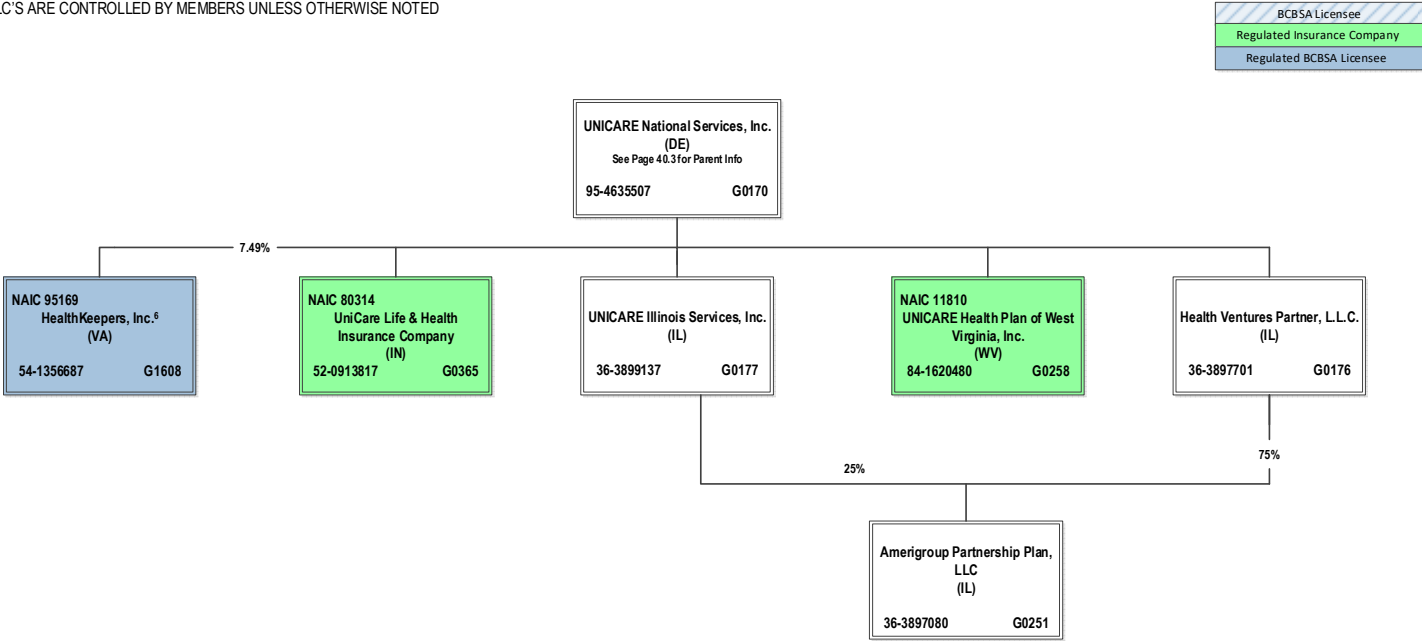 LC'S ARE CONTROLLED BY MEMBERS UNLESS OTHERWISE NOTED
BCBSA Licensee
Regulated Insurance Company
Regulated BCBSA Licensee
UNICARE National Services, Inc.
(DE)
See Page 40.3 for Parent Info
95-4635507 G0170
7.49%
NAIC 95169
HealthKeepers, Inc.⁶
(VA)
54-1356687 G1608
NAIC 80314
UniCare Life & Health
Insurance Company
(IN)
52-0913817 G0365
UNICARE Illinois Services, Inc.
(IL)
36-3899137 G0177
NAIC 11810
UNICARE Health Plan of West
Virginia, Inc.
(WV)
84-1620480 G0258
Health Ventures Partner, L.L.C.
(IL)
36-3897701 G0176
25%
75%
Amerigroup Partnership Plan,
LLC
(IL)
36-3897080 G0251